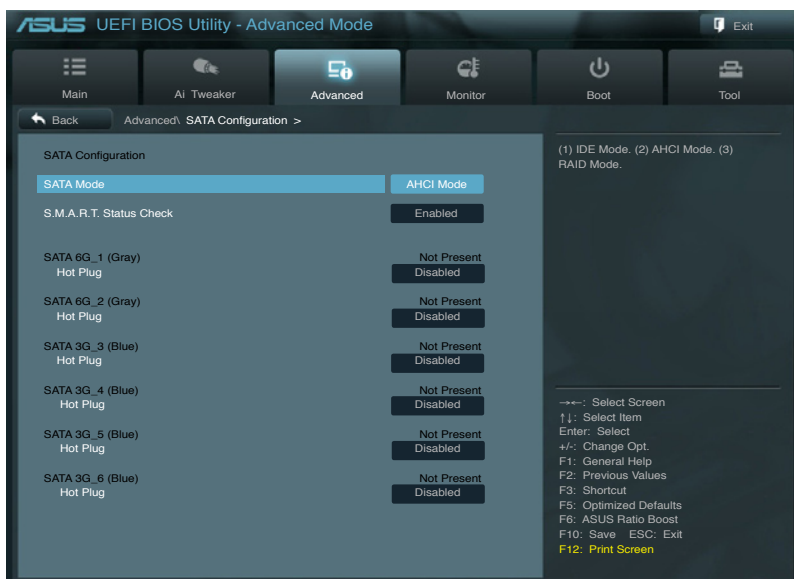 ASUS UEFI BIOS Utility - Advanced Mode
Exit
Main Ai Tweaker Advanced Monitor Boot Tool
Back Advanced\ SATA Configuration >
SATA Configuration
SATA Mode AHCI Mode
S.M.A.R.T. Status Check Enabled
SATA 6G_1 (Gray) Not Present
Hot Plug Disabled
SATA 6G_2 (Gray) Not Present
Hot Plug Disabled
SATA 3G_3 (Blue) Not Present
Hot Plug Disabled
SATA 3G_4 (Blue) Not Present
Hot Plug Disabled
SATA 3G_5 (Blue) Not Present
Hot Plug Disabled
SATA 3G_6 (Blue) Not Present
Hot Plug Disabled
(1) IDE Mode. (2) AHCI Mode. (3)
RAID Mode.
→←: Select Screen
↑↓: Select Item
Enter: Select
+/-: Change Opt.
F1: General Help
F2: Previous Values
F3: Shortcut
F5: Optimized Defaults
F6: ASUS Ratio Boost
F10: Save ESC: Exit
F12: Print Screen